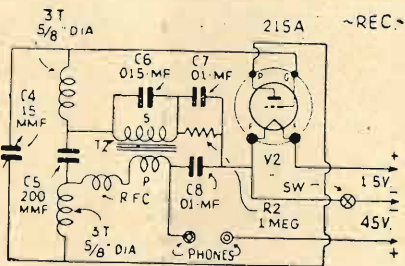 3T
5/8" DIA
215A
~REC.~
C6
.015-MF
C7
.01-MF
C4
15
MMF
S
P
G
F
F
T2
V2
C5
200
MMF
P
RFC
C8
.01-MF
R2
1 MEG
SW
+
1.5V.
-
-
45V.
+
3T
5/8" DIA
PHONES